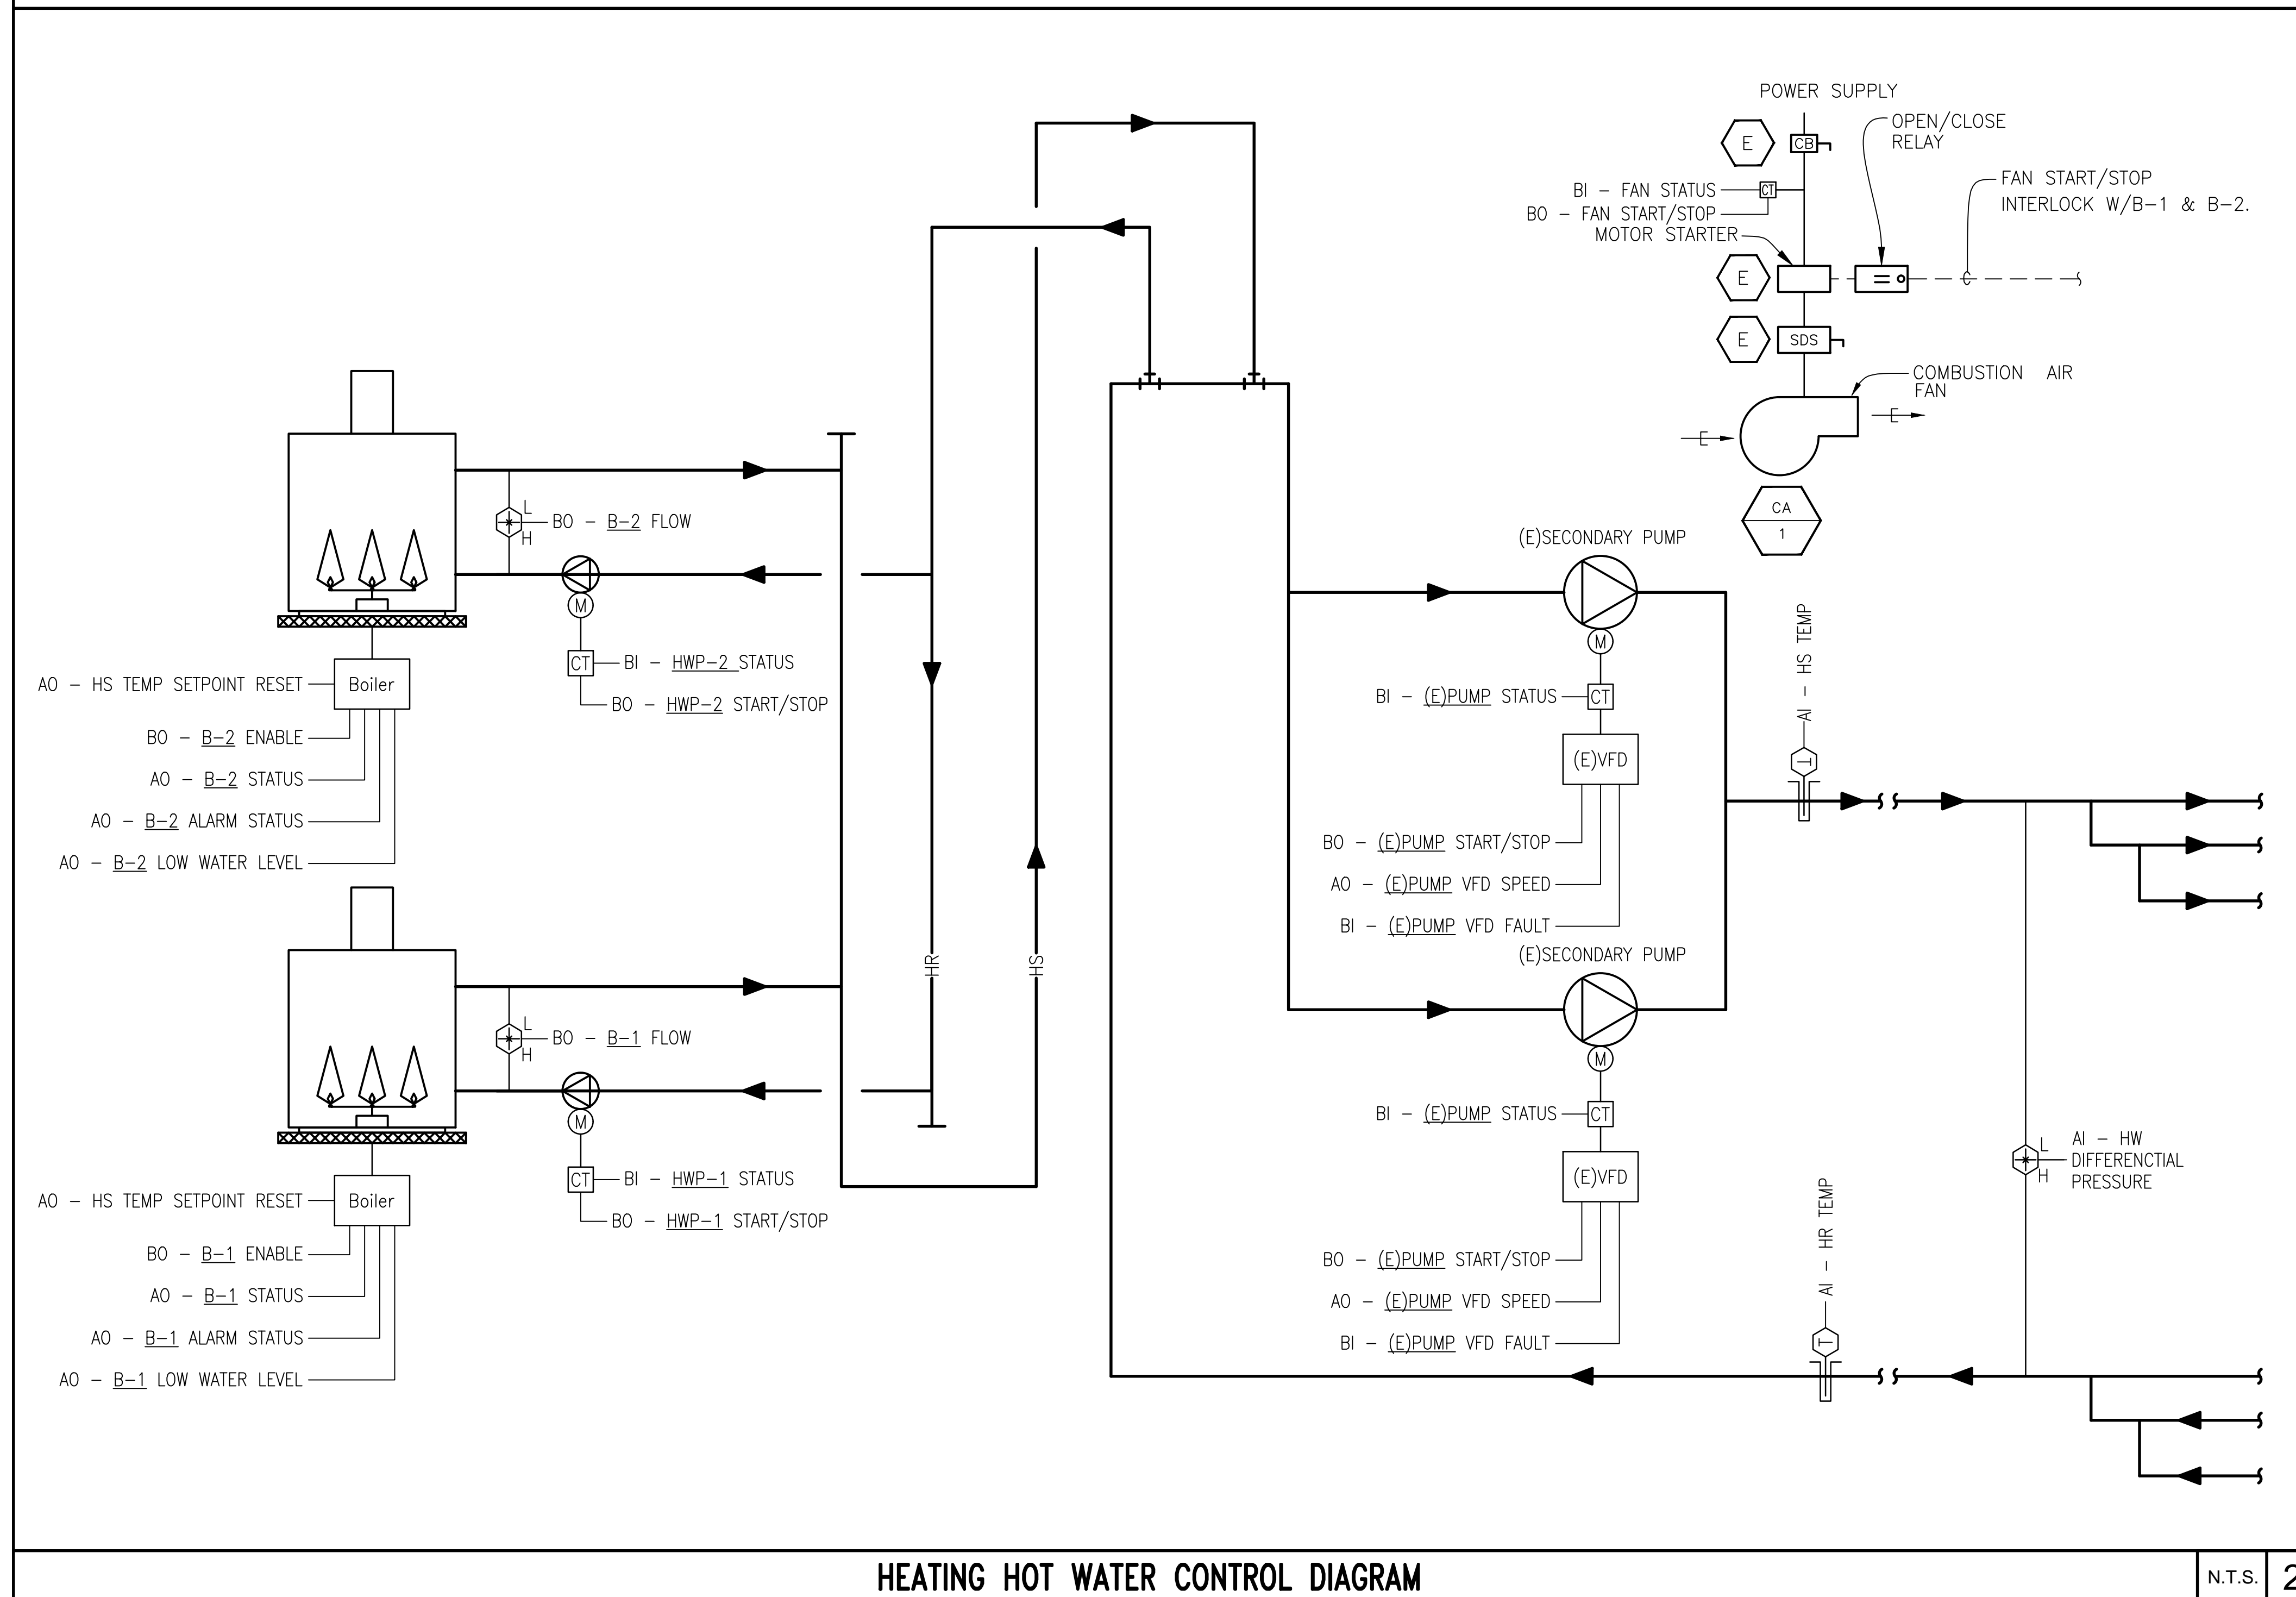 POWER SUPPLY
E
CB
OPEN/CLOSE
RELAY
BI - FAN STATUS
CT
BO - FAN START/STOP
MOTOR STARTER
FAN START/STOP
INTERLOCK W/B-1 & B-2.
E
E
SDS
COMBUSTION AIR
FAN
E
E
CA
1
L
H
BO - B-2 FLOW
M
CT
BI - HWP-2 STATUS
BO - HWP-2 START/STOP
AO - HS TEMP SETPOINT RESET
Boiler
BO - B-2 ENABLE
AO - B-2 STATUS
AO - B-2 ALARM STATUS
AO - B-2 LOW WATER LEVEL
L
H
BO - B-1 FLOW
M
CT
BI - HWP-1 STATUS
BO - HWP-1 START/STOP
AO - HS TEMP SETPOINT RESET
Boiler
BO - B-1 ENABLE
AO - B-1 STATUS
AO - B-1 ALARM STATUS
AO - B-1 LOW WATER LEVEL
HR
HS
(E)SECONDARY PUMP
M
BI - (E)PUMP STATUS
CT
(E)VFD
BO - (E)PUMP START/STOP
AO - (E)PUMP VFD SPEED
BI - (E)PUMP VFD FAULT
(E)SECONDARY PUMP
M
BI - (E)PUMP STATUS
CT
(E)VFD
BO - (E)PUMP START/STOP
AO - (E)PUMP VFD SPEED
BI - (E)PUMP VFD FAULT
AI - HS TEMP
T
AI - HR TEMP
T
L
H
AI - HW
DIFFERENCTIAL
PRESSURE
HEATING HOT WATER CONTROL DIAGRAM
N.T.S.
2